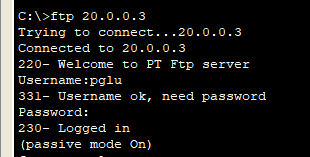 C:\>ftp 20.0.0.3
Trying to connect...20.0.0.3
Connected to 20.0.0.3
220- Welcome to PT Ftp server
Username:pglu
331- Username ok, need password
Password:
230- Logged in
(passive mode On)